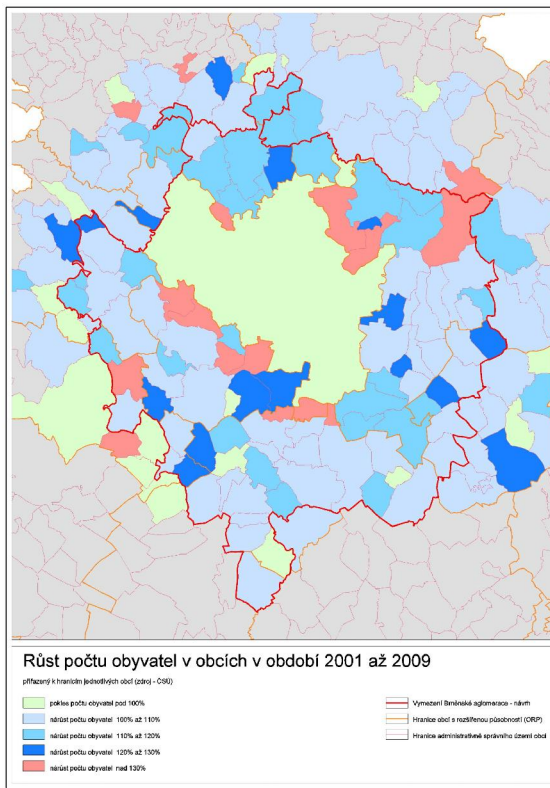 Růst počtu obyvatel v obcích v období 2001 až 2009
přiřazený k hranicím jednotlivých obcí (zdroj - ČSÚ)
pokles počtu obyvatel pod 100%
nárůst počtu obyvatel 100% až 110%
nárůst počtu obyvatel 110% až 120%
nárůst počtu obyvatel 120% až 130%
nárůst počtu obyvatel nad 130%
Vymezení Brněnské aglomerace - návrh
Hranice obcí s rozšířenou působností (ORP)
Hranice administrativně správního území obcí